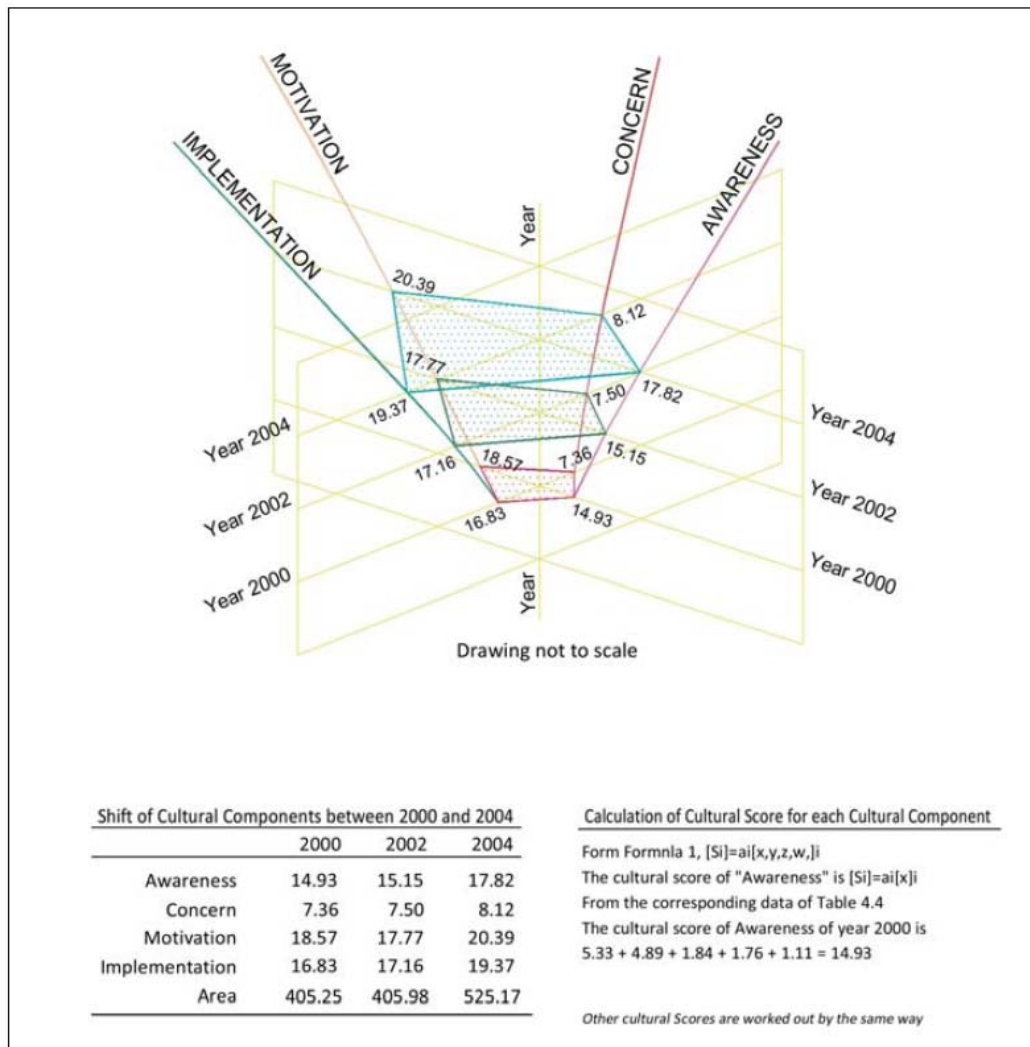 MOTIVATION
CONCERN
IMPLEMENTATION
AWARENESS
Year
20.39
8.12
17.77
7.50
17.82
19.37
Year 2004
Year 2004
18.57
7.36
15.15
17.16
Year 2002
Year 2002
16.83
14.93
Year 2000
Year 2000
Year
Drawing not to scale
Shift of Cultural Components between 2000 and 2004
2000 2002 2004
Awareness 14.93 15.15 17.82
Concern 7.36 7.50 8.12
Motivation 18.57 17.77 20.39
Implementation 16.83 17.16 19.37
Area 405.25 405.98 525.17
Calculation of Cultural Score for each Cultural Component
Form Formnla 1, [Si]=ai[x,y,z,w,]i
The cultural score of "Awareness" is [Si]=ai[x]i
From the corresponding data of Table 4.4
The cultural score of Awareness of year 2000 is
5.33 + 4.89 + 1.84 + 1.76 + 1.11 = 14.93
Other cultural Scores are worked out by the same way